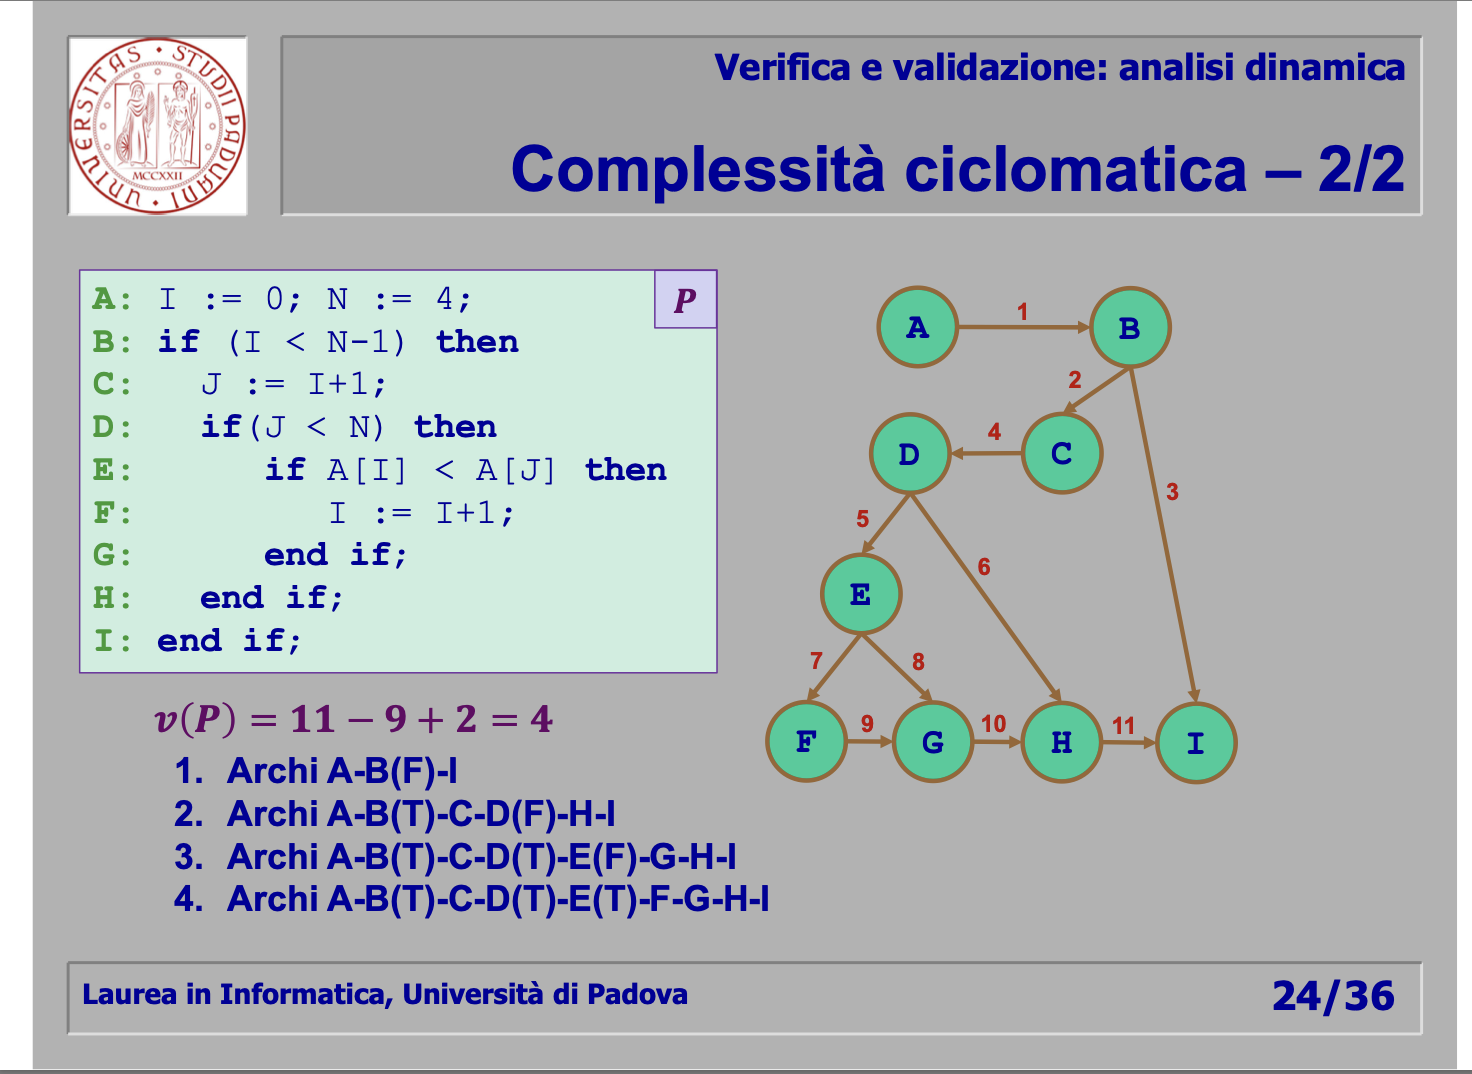 UNIVERSITAS STUDII PADUANI
MCCXXII
Verifica e validazione: analisi dinamica
Complessità ciclomatica – 2/2
P
A: I := 0; N := 4;
B: if (I < N-1) then
C: J := I+1;
D: if(J < N) then
E: if A[I] < A[J] then
F: I := I+1;
G: end if;
H: end if;
I: end if;
v(P) = 11 − 9 + 2 = 4
1. Archi A-B(F)-I
2. Archi A-B(T)-C-D(F)-H-I
3. Archi A-B(T)-C-D(T)-E(F)-G-H-I
4. Archi A-B(T)-C-D(T)-E(T)-F-G-H-I
A 1 B
2
D 4 C
3
5
6
E
7 8
F 9 G 10 H 11 I
Laurea in Informatica, Università di Padova
24/36